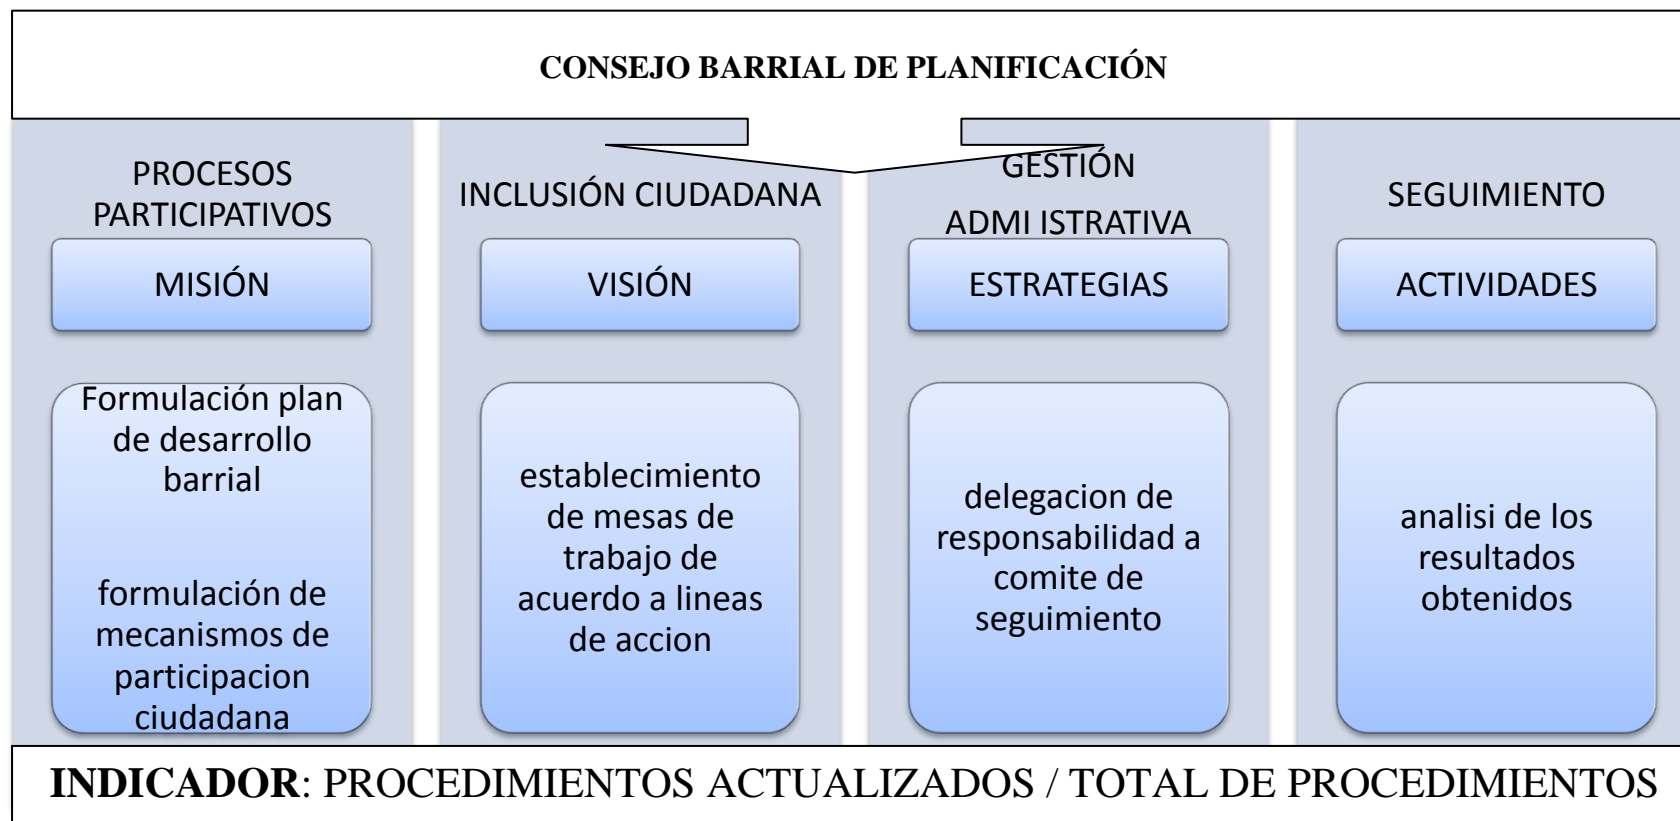 CONSEJO BARRIAL DE PLANIFICACIÓN
PROCESOS
PARTICIPATIVOS
MISIÓN
Formulación plan
de desarrollo
barrial
formulación de
mecanismos de
participacion
ciudadana
INCLUSIÓN CIUDADANA
VISIÓN
establecimiento
de mesas de
trabajo de
acuerdo a lineas
de accion
GESTIÓN
ADMI ISTRATIVA
ESTRATEGIAS
delegacion de
responsabilidad a
comite de
seguimiento
SEGUIMIENTO
ACTIVIDADES
analisi de los
resultados
obtenidos
INDICADOR: PROCEDIMIENTOS ACTUALIZADOS / TOTAL DE PROCEDIMIENTOS